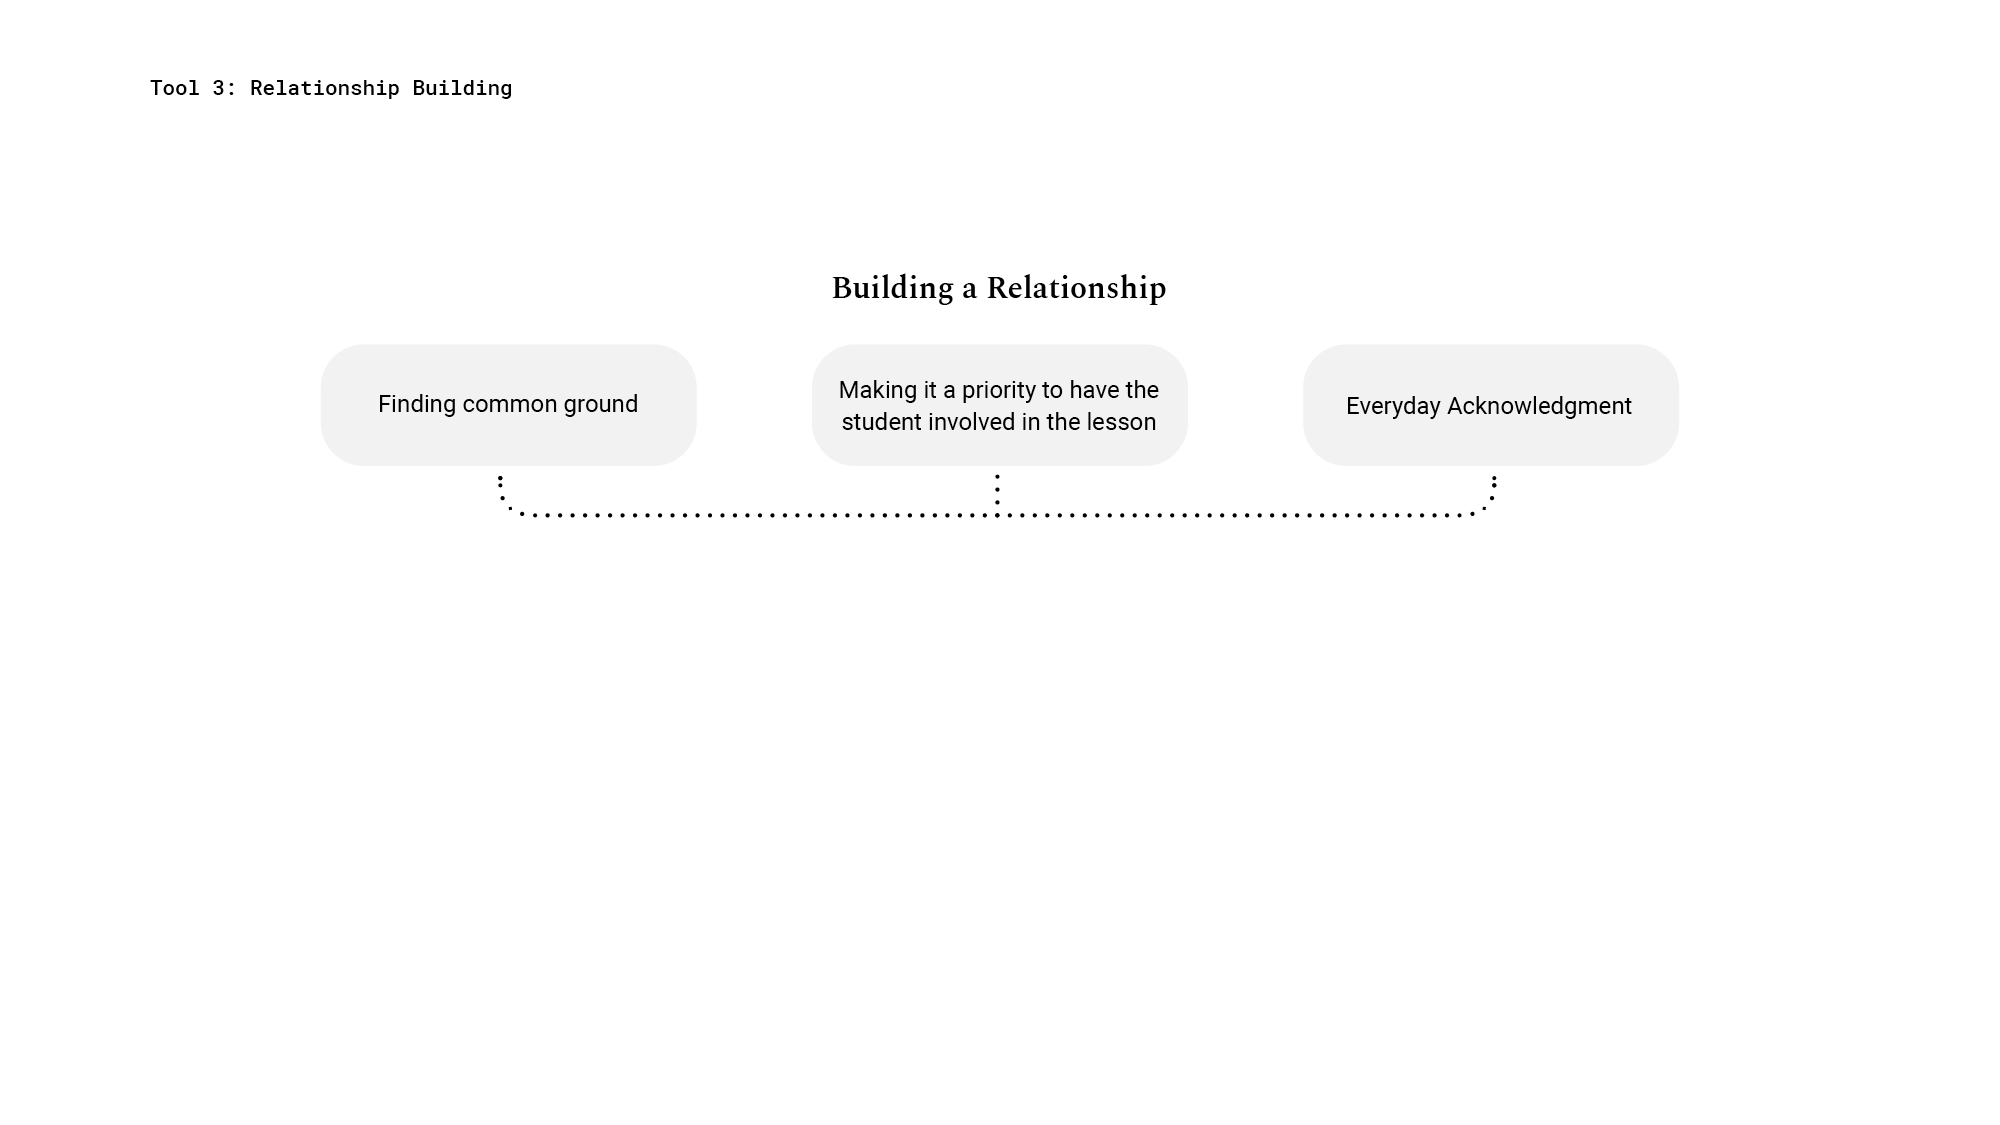 Tool 3: Relationship Building
Building a Relationship
Finding common ground
Making it a priority to have the
student involved in the lesson
Everyday Acknowledgment